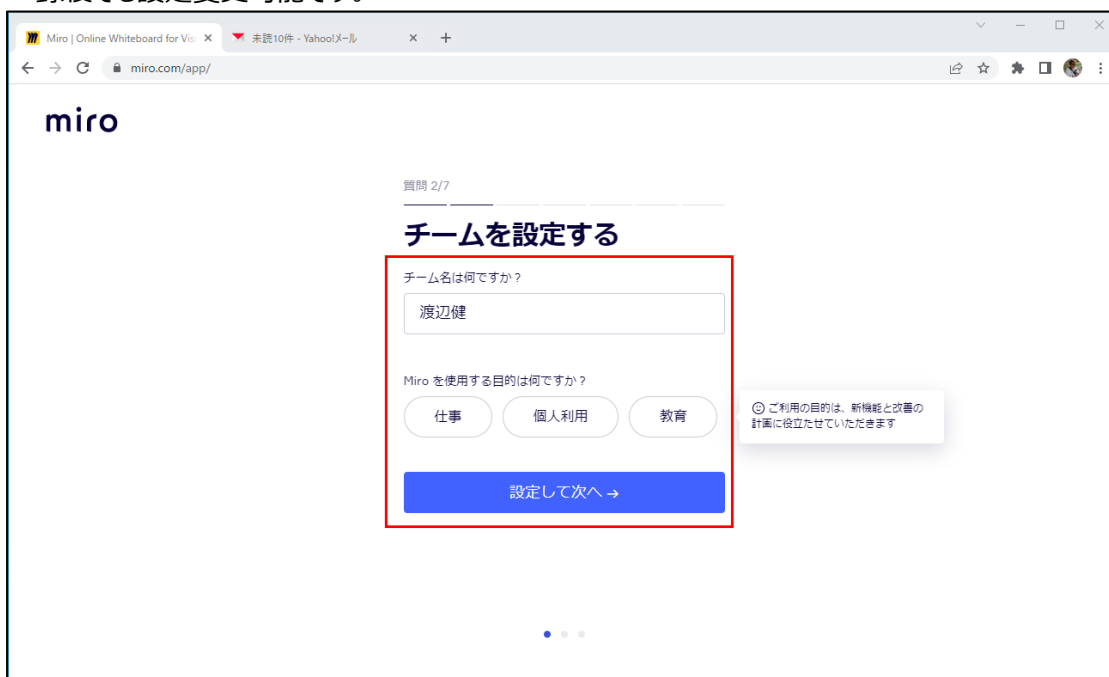 Miro | Online Whiteboard for Vis
未読10件 - Yahoo!メール
miro.com/app/
miro
質問 2/7
チームを設定する
チーム名は何ですか？
渡辺健
Miro を使用する目的は何ですか？
仕事
個人利用
教育
ご利用の目的は、新機能と改善の
計画に役立たせていただきます
設定して次へ →